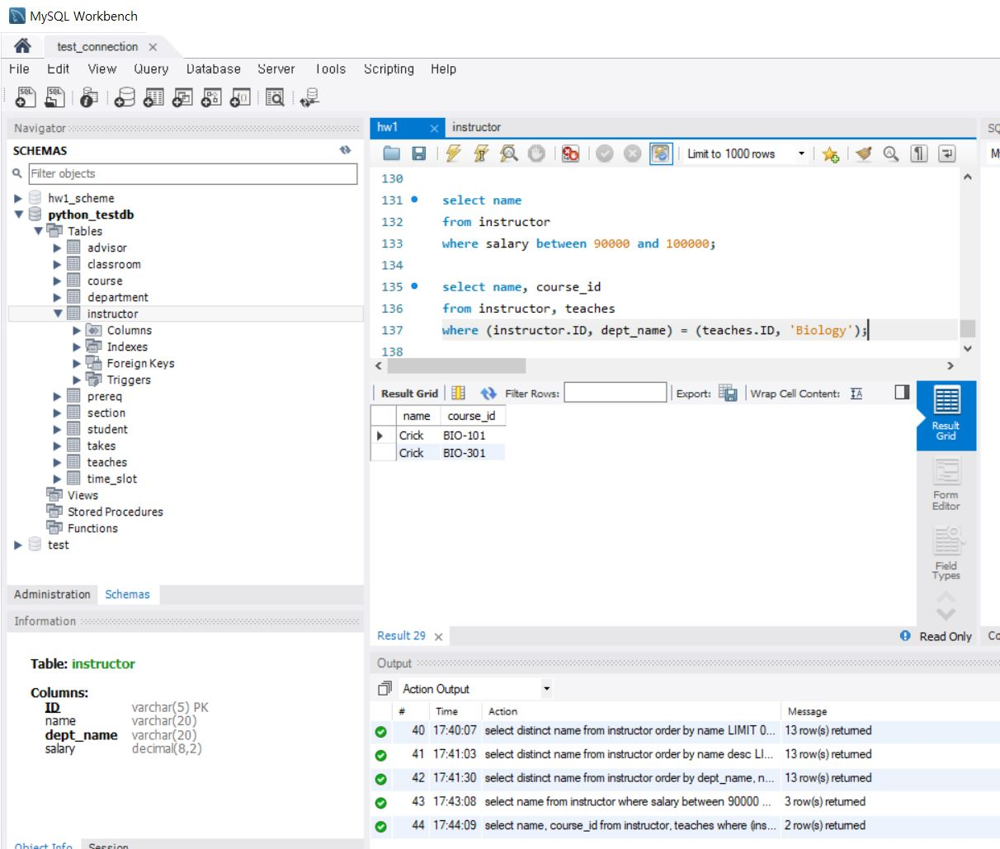 MySQL Workbench
test_connection
File Edit View Query Database Server Tools Scripting Help
Navigator
SCHEMAS
Filter objects
hw1_scheme
python_testdb
Tables
advisor
classroom
course
department
instructor
Columns
Indexes
Foreign Keys
Triggers
prereq
section
student
takes
teaches
time_slot
Views
Stored Procedures
Functions
test
Administration Schemas
Information
Table: instructor
Columns:
ID varchar(5) PK
name varchar(20)
dept_name varchar(20)
salary decimal(8,2)
Object Info Session
hw1 instructor
Limit to 1000 rows
130
131 select name
132 from instructor
133 where salary between 90000 and 100000;
134
135 select name, course_id
136 from instructor, teaches
137 where (instructor.ID, dept_name) = (teaches.ID, 'Biology');
138
Result Grid Filter Rows: Export: Wrap Cell Content:
name course_id
Crick BIO-101
Crick BIO-301
Result Grid
Form Editor
Field Types
Result 29 Read Only
Output
Action Output
# Time Action Message
40 17:40:07 select distinct name from instructor order by name LIMIT 0... 13 row(s) returned
41 17:41:03 select distinct name from instructor order by name desc LI... 13 row(s) returned
42 17:41:30 select distinct name from instructor order by dept_name, n... 13 row(s) returned
43 17:43:08 select name from instructor where salary between 90000 ... 3 row(s) returned
44 17:44:09 select name, course_id from instructor, teaches where (ins... 2 row(s) returned